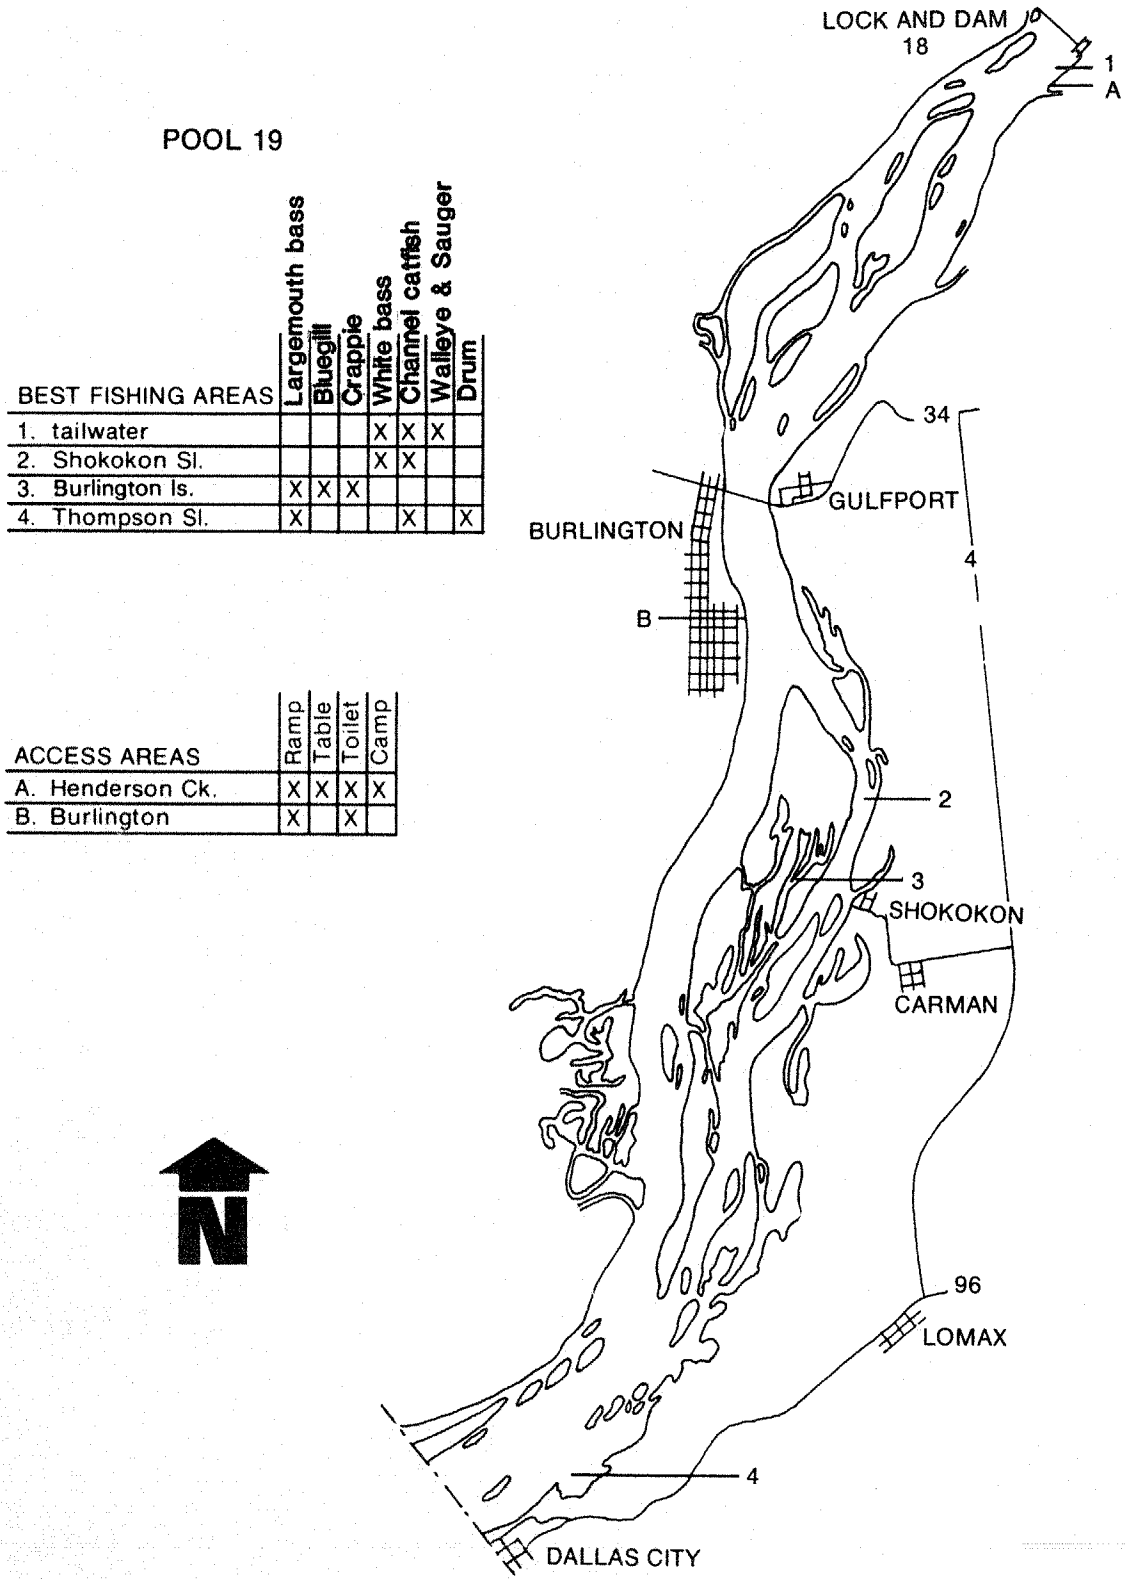 LOCK AND DAM
18
1
A
POOL 19
BEST FISHING AREAS Largemouth bass Bluegill Crappie White bass Channel catfish Walleye & Sauger Drum
1. tailwater X X X
2. Shokokon Sl. X X
3. Burlington Is. X X X
4. Thompson Sl. X X X
34
GULFPORT
BURLINGTON
4
B
ACCESS AREAS Ramp Table Toilet Camp
A. Henderson Ck. X X X X
B. Burlington X X
2
3
SHOKOKON
CARMAN
N
96
LOMAX
4
DALLAS CITY